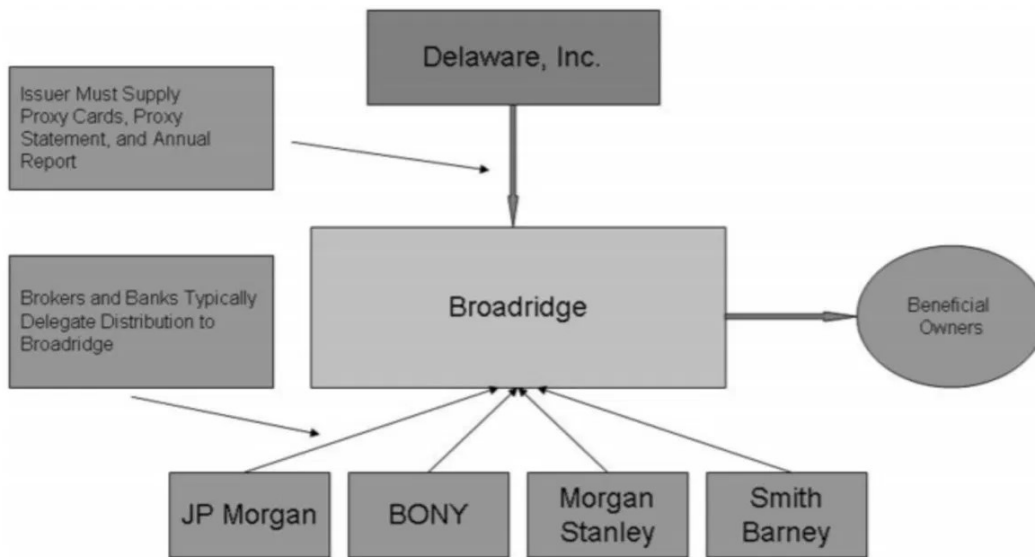 Delaware, Inc.
Issuer Must Supply
Proxy Cards, Proxy
Statement, and Annual
Report
Broadridge
Beneficial
Owners
Brokers and Banks Typically
Delegate Distribution to
Broadridge
JP Morgan
BONY
Morgan
Stanley
Smith
Barney